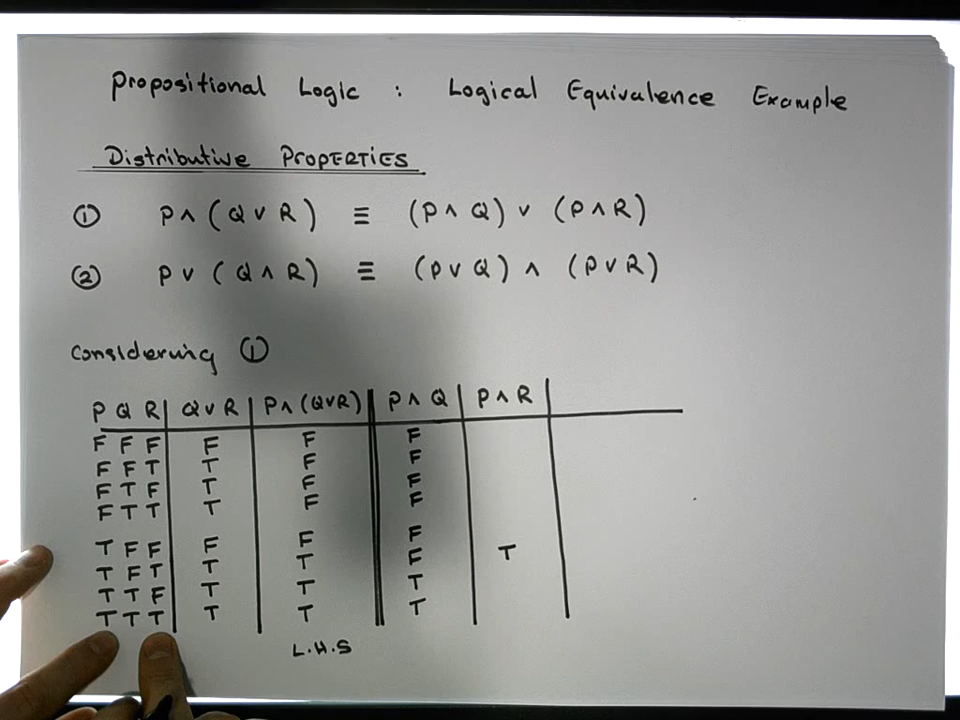 Propositional Logic : Logical Equivalence Example
Distributive Properties
① P ∧ ( Q ∨ R ) ≡ (P ∧ Q) ∨ (P ∧ R)
② P ∨ ( Q ∧ R ) ≡ (P ∨ Q) ∧ (P ∨ R)
Considering ①
P Q R | Q ∨ R | P ∧ (Q ∨ R) || P ∧ Q | P ∧ R |
F F F | F | F || F | |
F F T | T | F || F | |
F T F | T | F || F | |
F T T | T | F || F | |
T F F | F | F || F | |
T F T | T | T || F | T |
T T F | T | T || T | |
T T T | T | T || T | |
L.H.S